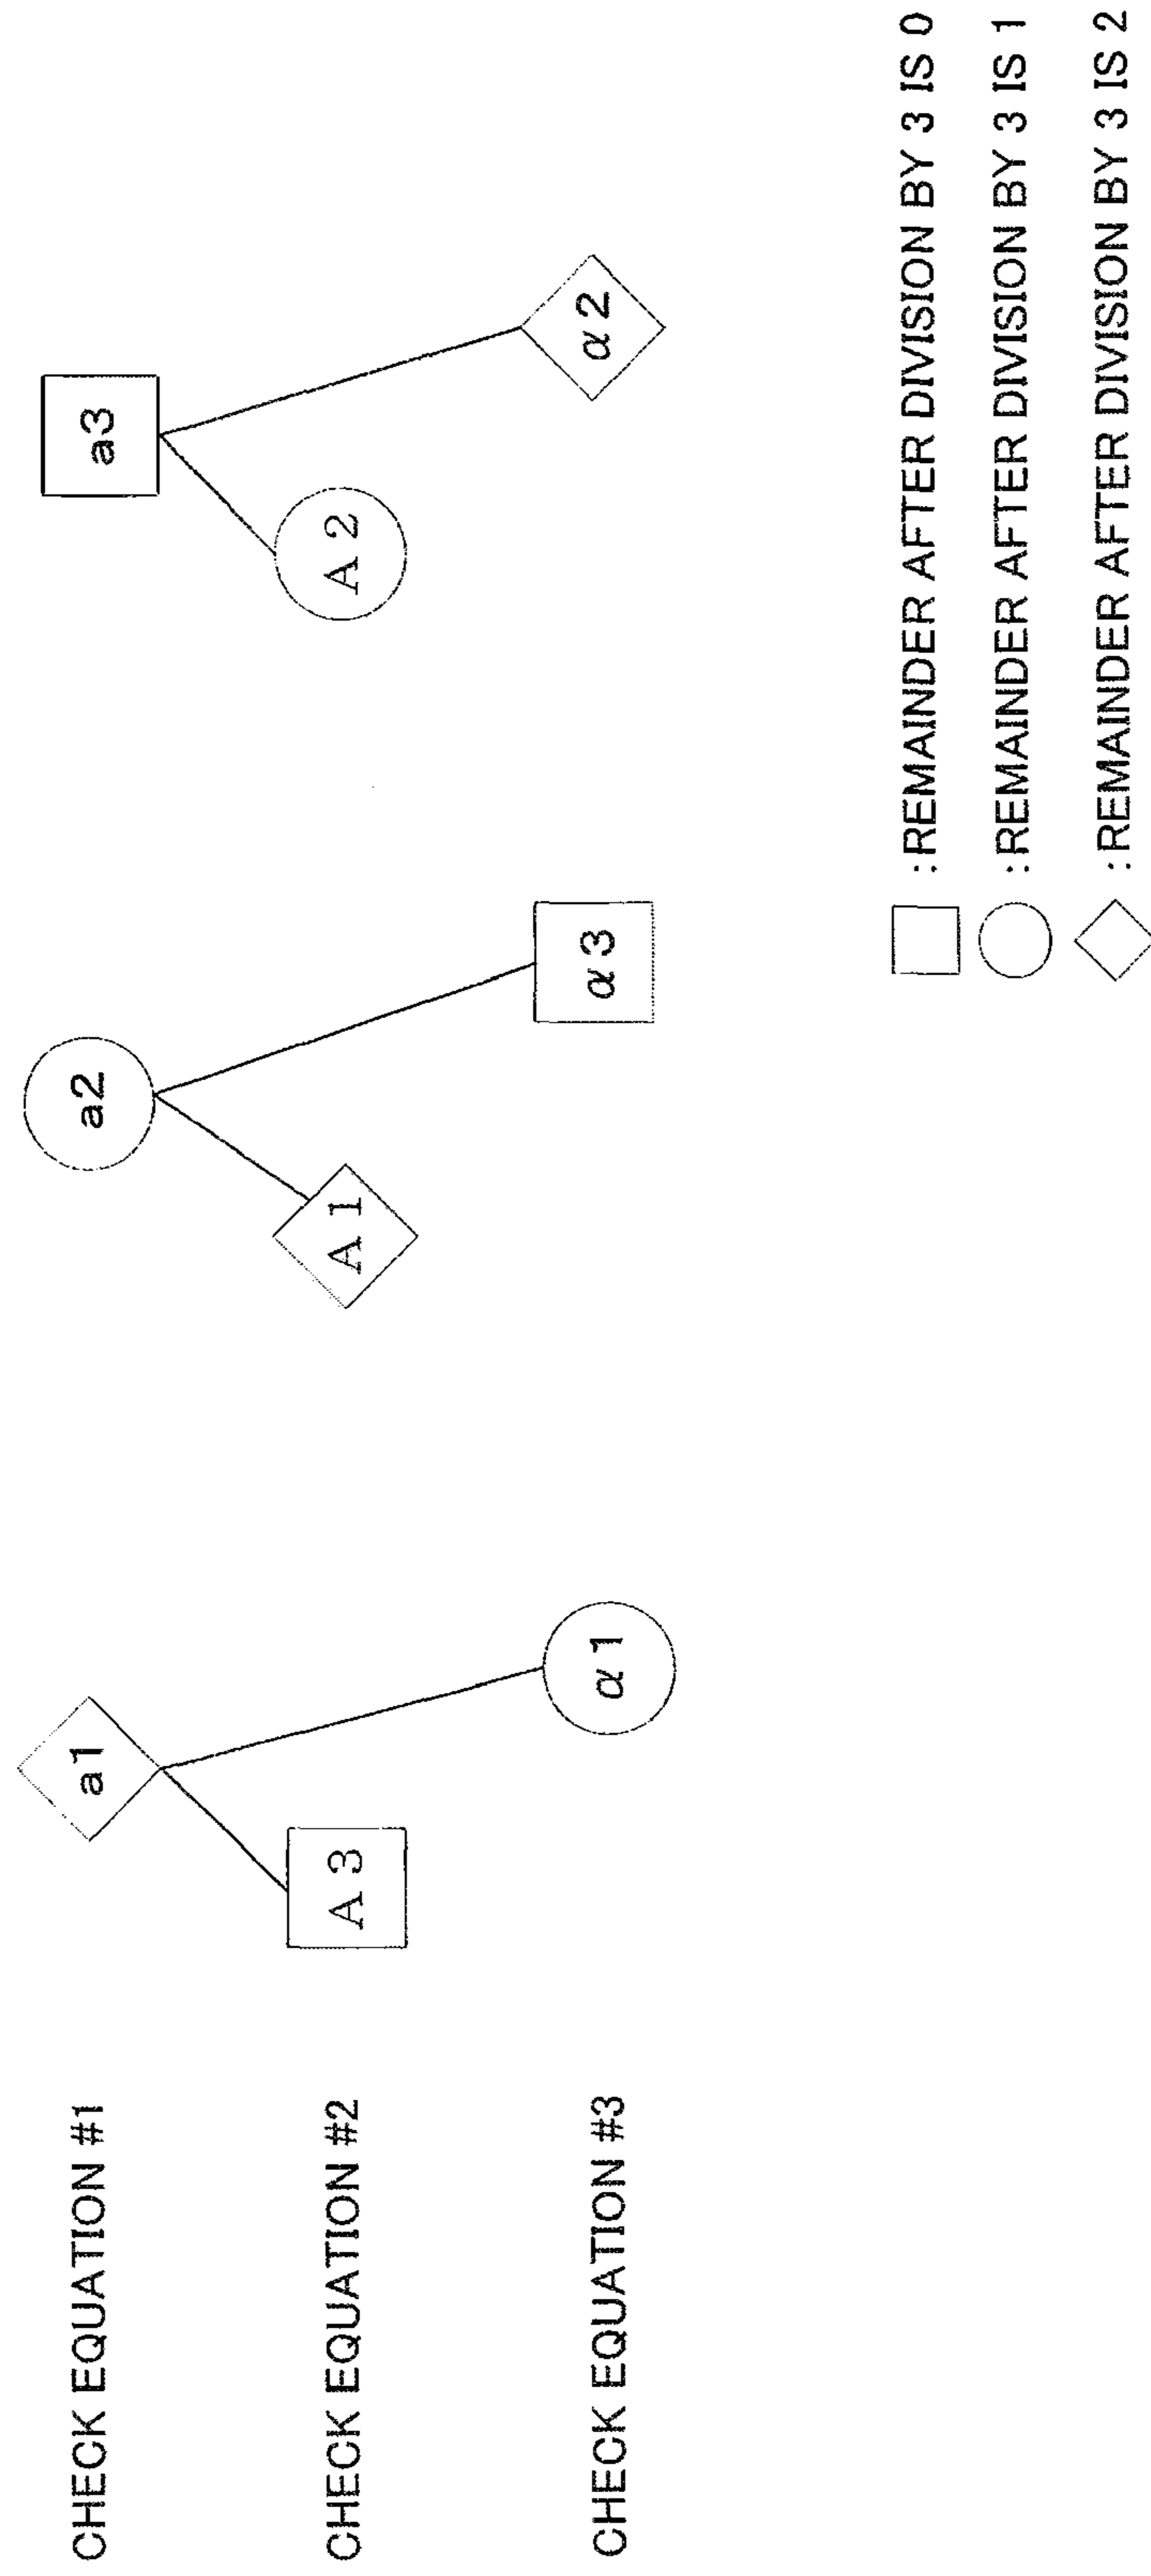 CHECK EQUATION #1
a1
a2
a3
CHECK EQUATION #2
A 3
A 1
A 2
CHECK EQUATION #3
α 1
α 3
α 2
:REMAINDER AFTER DIVISION BY 3 IS 0
:REMAINDER AFTER DIVISION BY 3 IS 1
:REMAINDER AFTER DIVISION BY 3 IS 2